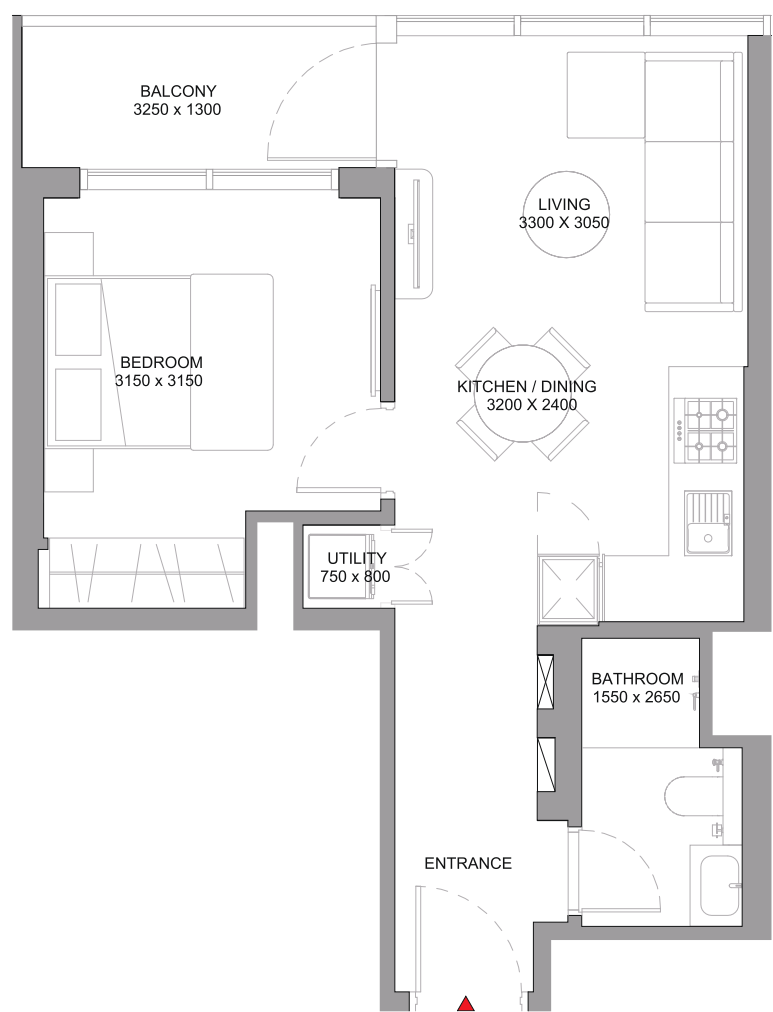 BALCONY
3250 x 1300
LIVING
3300 X 3050
BEDROOM
3150 x 3150
KITCHEN / DINING
3200 X 2400
UTILITY
750 x 800
BATHROOM
1550 x 2650
ENTRANCE